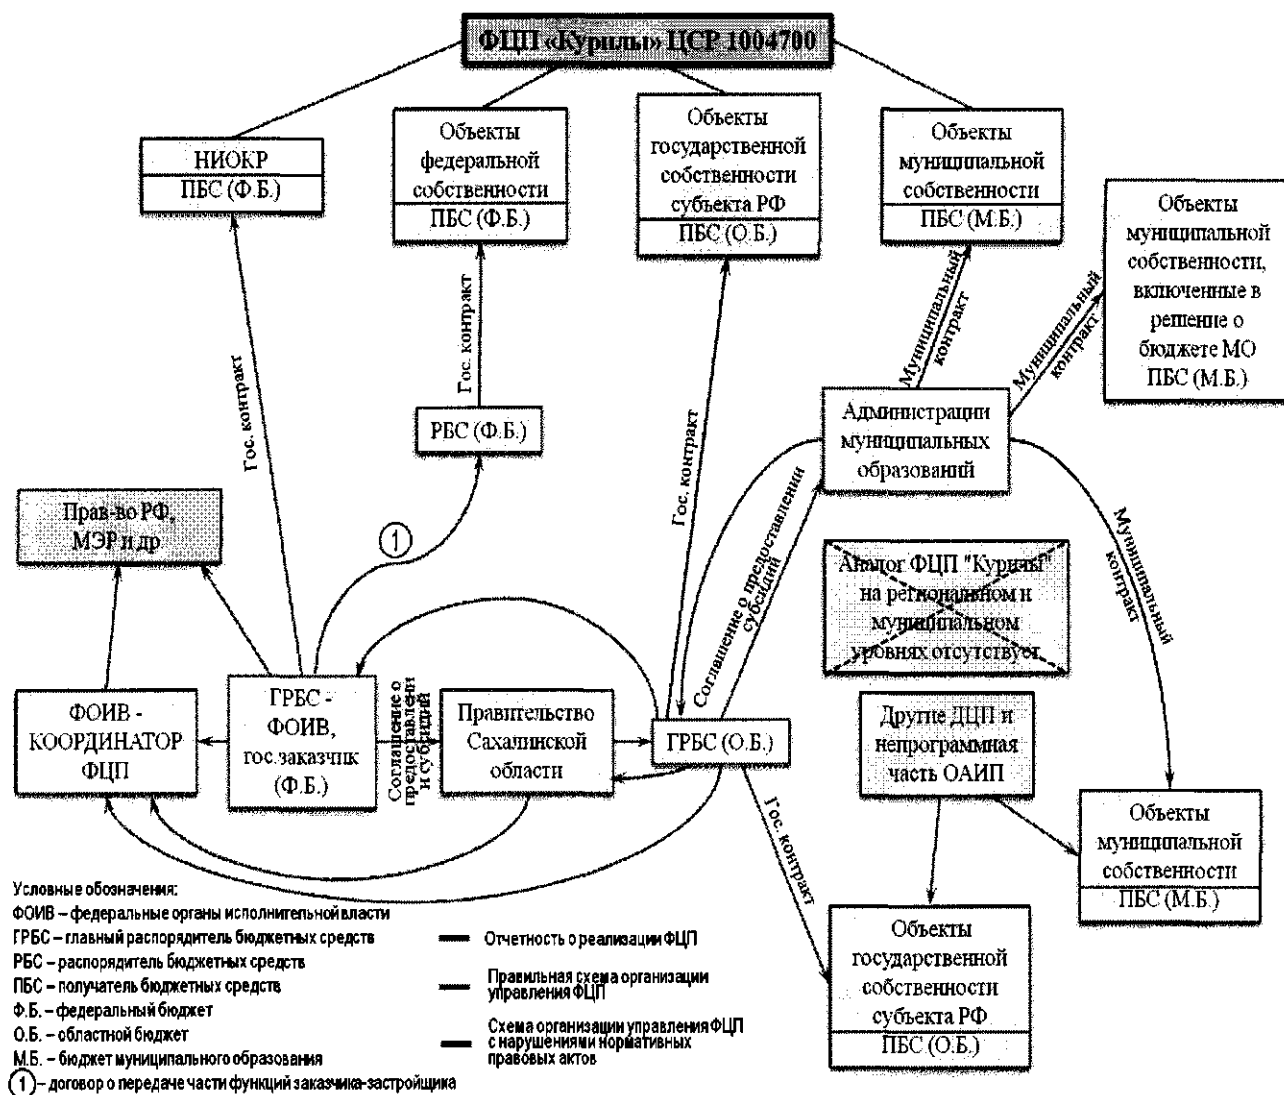 ФЦП «Курилы» ЦСР 1004700
НИОКР
ПБС (Ф.Б.)
Объекты
федеральной
собственности
ПБС (Ф.Б.)
Объекты
государственной
собственности
субъекта РФ
ПБС (О.Б.)
Объекты
муниципальной
собственности
ПБС (М.Б.)
Объекты
муниципальной
собственности,
включенные в
решение о
бюджете МО
ПБС (М.Б.)
Гос. контракт
Гос. контракт
Гос. контракт
Муниципальный
контракт
Муниципальный
контракт
РБС (Ф.Б.)
Администрации
муниципальных
образований
Прав-во РФ,
МЭР и др
1
Соглашение о предоставлении
субсидий
Муниципальный
контракт
Аналог ФЦП "Курилы"
на региональном и
муниципальном
уровнях отсутствует
ФОИВ -
КООРДИНАТОР
ФЦП
ГРБС -
ФОИВ,
гос.заказчик
(Ф.Б.)
Соглашение о
предоставлени
и субсидий
Правительство
Сахалинской
области
ГРБС (О.Б.)
Другие ДЦП и
непрограммная
часть ОАИП
Гос. контракт
Объекты
муниципальной
собственности
ПБС (М.Б.)
Объекты
государственной
собственности
субъекта РФ
ПБС (О.Б.)
Условные обозначения:
ФОИВ – федеральные органы исполнительной власти
ГРБС – главный распорядитель бюджетных средств
РБС – распорядитель бюджетных средств
ПБС – получатель бюджетных средств
Ф.Б. – федеральный бюджет
О.Б. – областной бюджет
М.Б. – бюджет муниципального образования
1 – договор о передаче части функций заказчика-застройщика
Отчетность о реализации ФЦП
Правильная схема организации
управления ФЦП
Схема организации управления ФЦП
с нарушениями нормативных
правовых актов